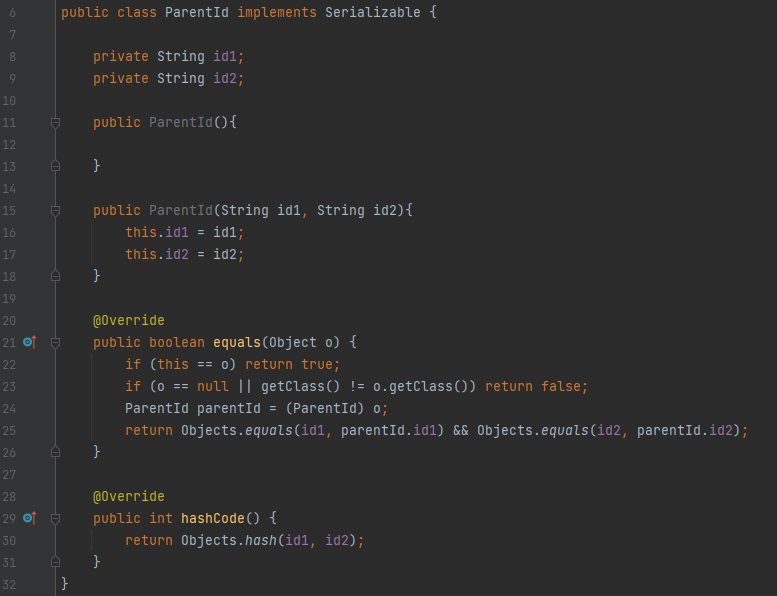 6 public class ParentId implements Serializable {
7
8 private String id1;
9 private String id2;
10
11 public ParentId(){
12
13 }
14
15 public ParentId(String id1, String id2){
16 this.id1 = id1;
17 this.id2 = id2;
18 }
19
20 @Override
21 public boolean equals(Object o) {
22 if (this == o) return true;
23 if (o == null || getClass() != o.getClass()) return false;
24 ParentId parentId = (ParentId) o;
25 return Objects.equals(id1, parentId.id1) && Objects.equals(id2, parentId.id2);
26 }
27
28 @Override
29 public int hashCode() {
30 return Objects.hash(id1, id2);
31 }
32 }